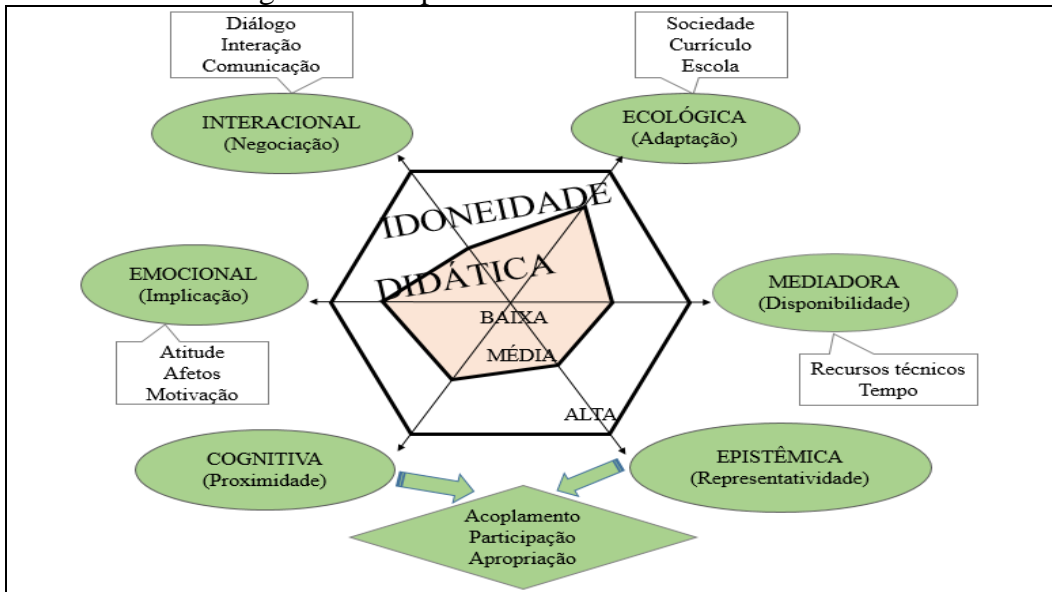 Diálogo
Interação
Comunicação
Sociedade
Currículo
Escola
INTERACIONAL
(Negociação)
ECOLÓGICA
(Adaptação)
IDONEIDADE
DIDÁTICA
EMOCIONAL
(Implicação)
MEDIADORA
(Disponibilidade)
BAIXA
MÉDIA
ALTA
Atitude
Afetos
Motivação
Recursos técnicos
Tempo
COGNITIVA
(Proximidade)
EPISTÊMICA
(Representatividade)
Acoplamento
Participação
Apropriação